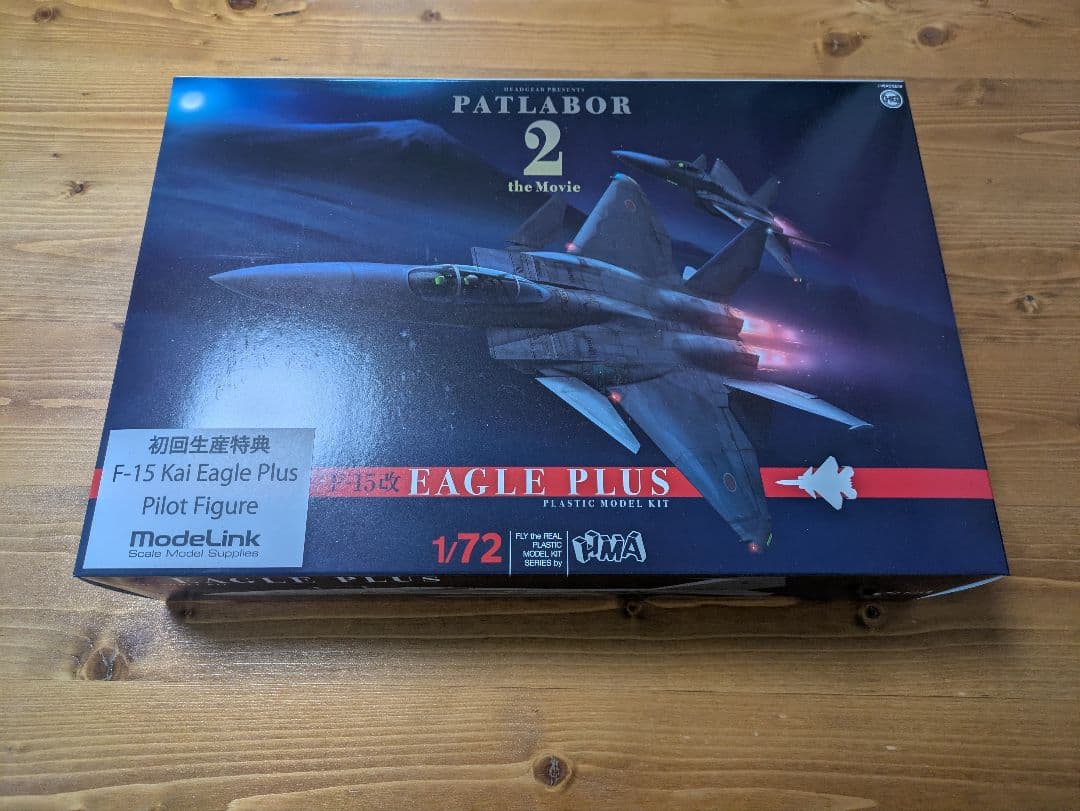 HEADGEAR PRESENTS
PATLABOR
2
the Movie
初回生産特典
F-15 Kai Eagle Plus
Pilot Figure
ModeLink
Scale Model Supplies
F-15改 EAGLE PLUS
PLASTIC MODEL KIT
1/72
FLY the REAL
PLASTIC
MODEL KIT
SERIES by
HMA
EAGLE PLUS